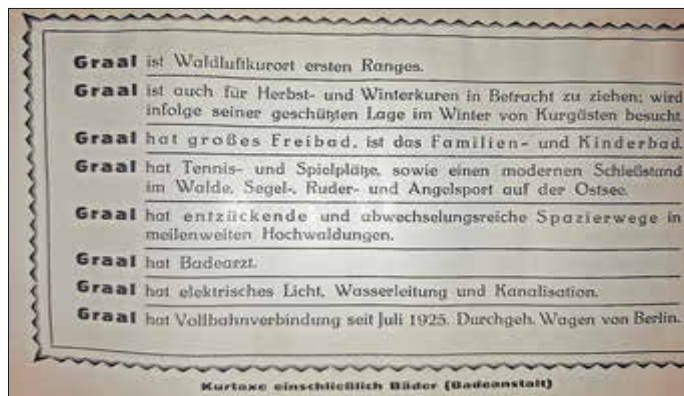 Graal ist Waldluftkurort ersten Ranges.
Graal ist auch für Herbst- und Winterkuren in Betracht zu ziehen; wird
infolge seiner geschützten Lage im Winter von Kurgästen besucht
Graal hat großes Freibad, ist das Familien- und Kinderbad.
Graal hat Tennis- und Spielplätze, sowie einen modernen Schießstand
im Walde, Segel-, Ruder- und Angelsport auf der Ostsee.
Graal hat entzückende und abwechselungsreiche Spazierwege in
meilenweiten Hochwaldungen.
Graal hat Badearzt.
Graal hat elektrisches Licht, Wasserleitung und Kanalisation.
Graal hat Vollbahnverbindung seit Juli 1925. Durchgeh. Wagen von Berlin.
Kurtaxe einschließlich Bäder (Badeanstalt)